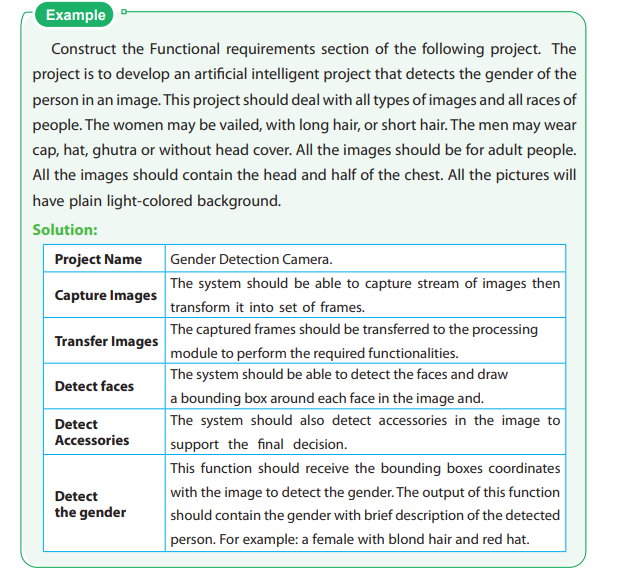 Example
Construct the Functional requirements section of the following project. The
project is to develop an artificial intelligent project that detects the gender of the
person in an image. This project should deal with all types of images and all races of
people. The women may be vailed, with long hair, or short hair. The men may wear
cap, hat, ghutra or without head cover. All the images should be for adult people.
All the images should contain the head and half of the chest. All the pictures will
have plain light-colored background.
Solution:
Project Name
Gender Detection Camera.
Capture Images
The system should be able to capture stream of images then
transform it into set of frames.
Transfer Images
The captured frames should be transferred to the processing
module to perform the required functionalities.
Detect faces
The system should be able to detect the faces and draw
a bounding box around each face in the image and.
Detect
Accessories
The system should also detect accessories in the image to
support the final decision.
Detect
the gender
This function should receive the bounding boxes coordinates
with the image to detect the gender. The output of this function
should contain the gender with brief description of the detected
person. For example: a female with blond hair and red hat.